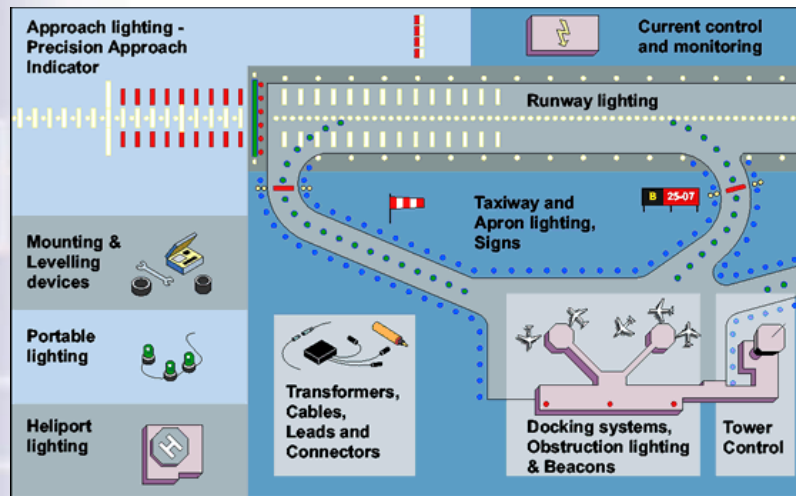 Approach lighting -
Precision Approach
Indicator
Current control
and monitoring
Runway lighting
Taxiway and
Apron lighting,
Signs
B 25-07
Mounting &
Levelling
devices
Portable
lighting
Heliport
lighting
H
Transformers,
Cables,
Leads and
Connectors
Docking systems,
Obstruction lighting
& Beacons
Tower
Control